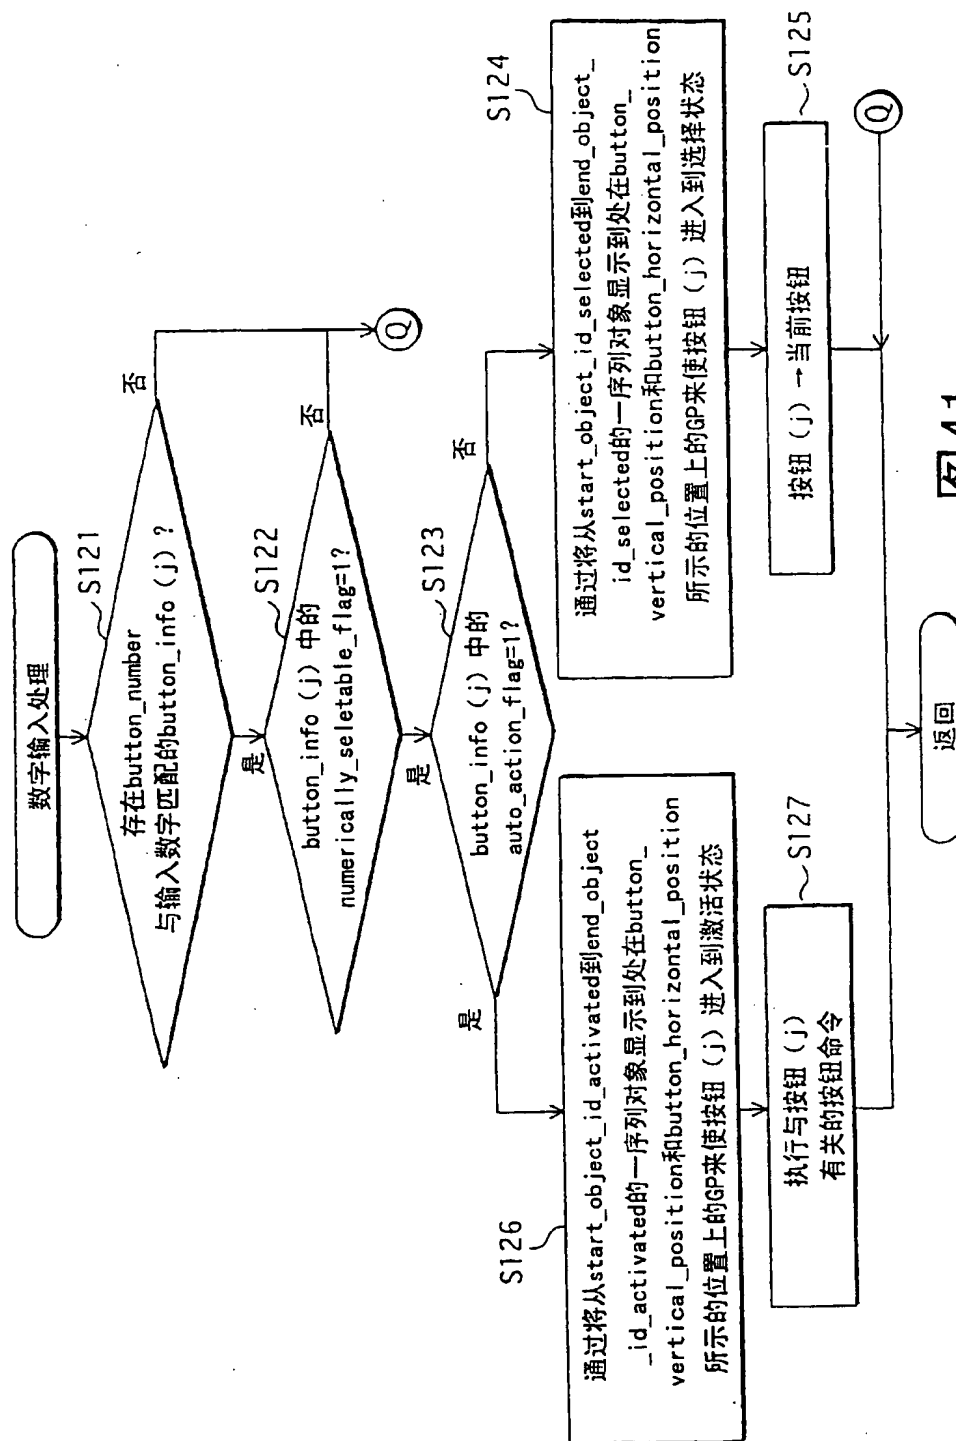 数字输入处理
S121
存在button_number
与输入数字匹配的button_info（j）？
否
是
S122
button_info（j）中的
numerically_seletable_flag=1?
否
Q
是
S123
button_info（j）中的
auto_action_flag=1?
否
是
S124
通过将从start_object_id_selected到end_object_
id_selected的一序列对象显示到处在button_
vertical_position和button_horizontal_position
所示的位置上的GP来使按钮（j）进入到选择状态
S126
通过将从start_object_id_activated到end_object
_id_activated的一序列对象显示到处在button_
vertical_position和button_horizontal_position
所示的位置上的GP来使按钮（j）进入到激活状态
S125
按钮（j）→当前按钮
S127
执行与按钮（j）
有关的按钮命令
Q
返回
图41